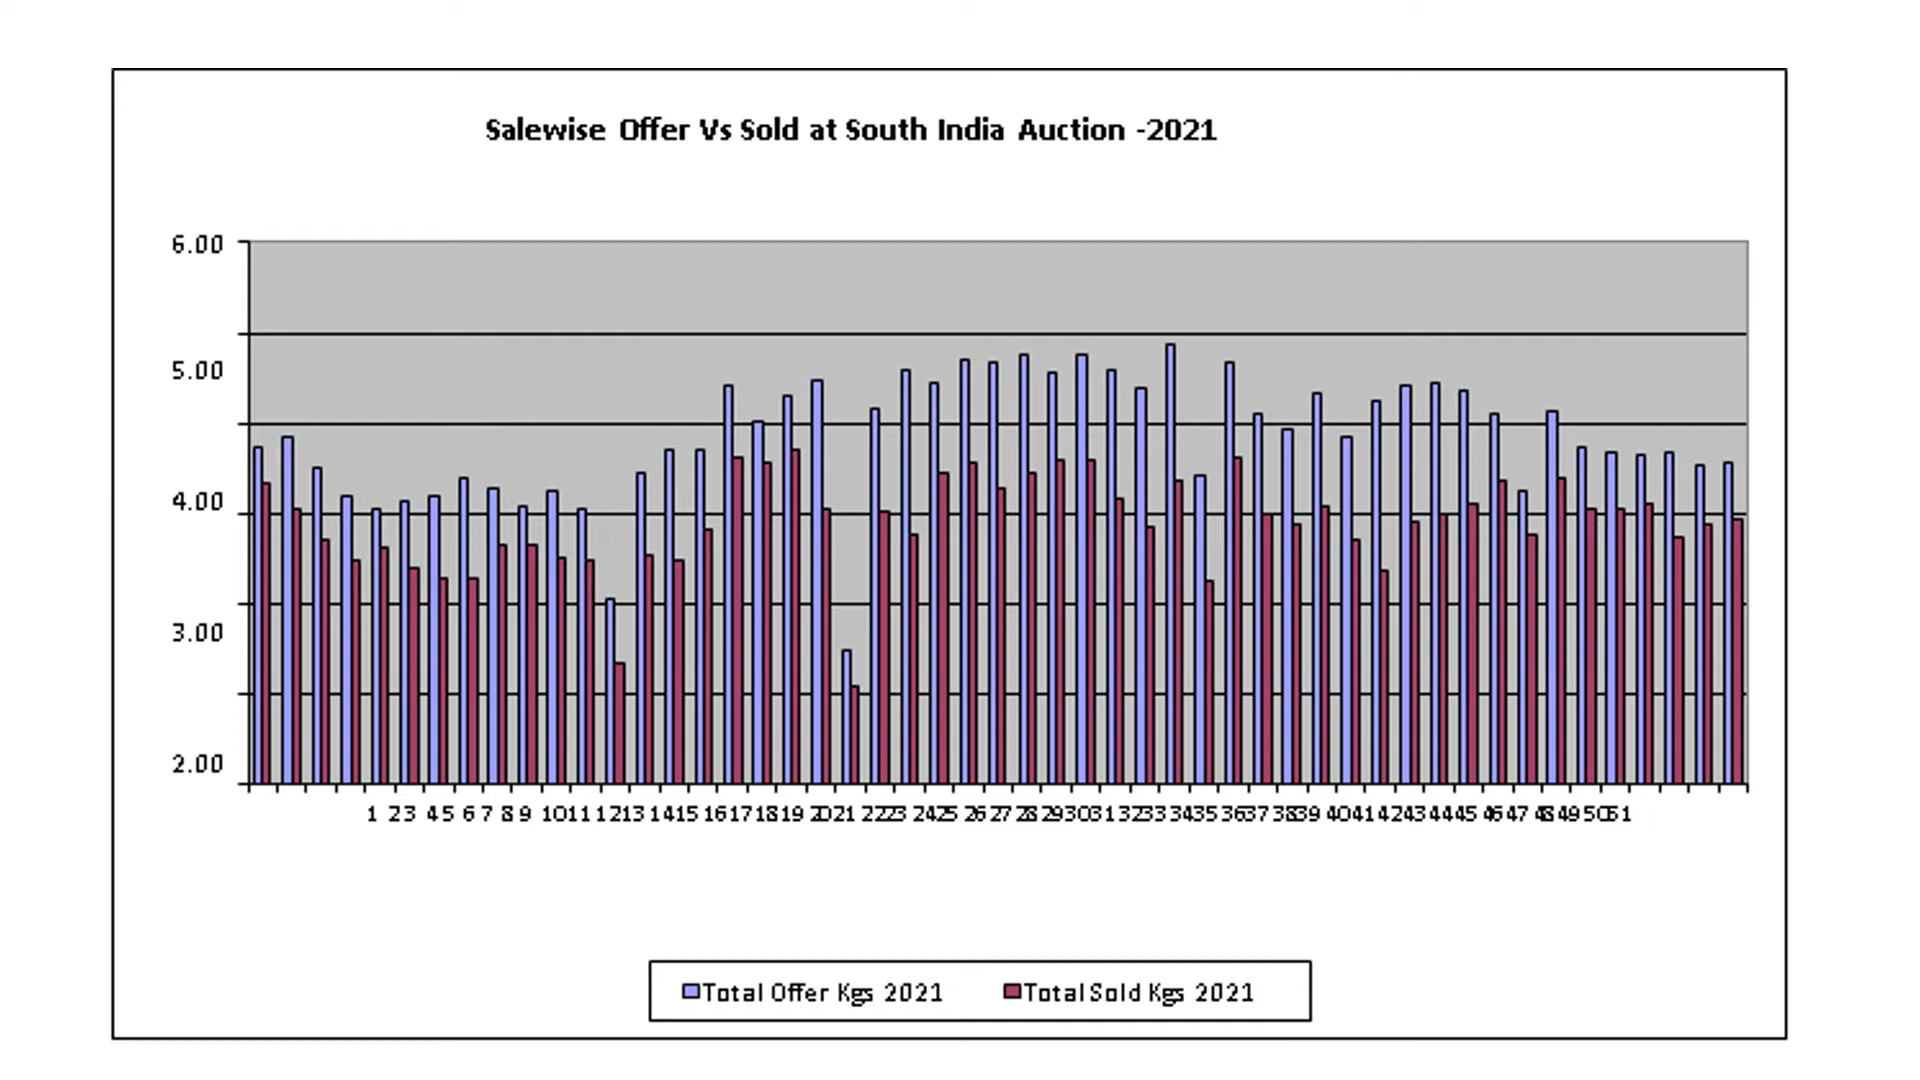 Salewise Offer Vs Sold at South India Auction -2021
6.00
5.00
4.00
3.00
2.00
1 2 3 4 5 6 7 8 9 10 11 12 13 14 15 16 17 18 19 20 21 22 23 24 25 26 27 28 29 30 31 32 33 34 35 36 37 38 39 40 41 42 43 44 45 46 47 48 49 50 51
Total Offer Kgs 2021 Total Sold Kgs 2021